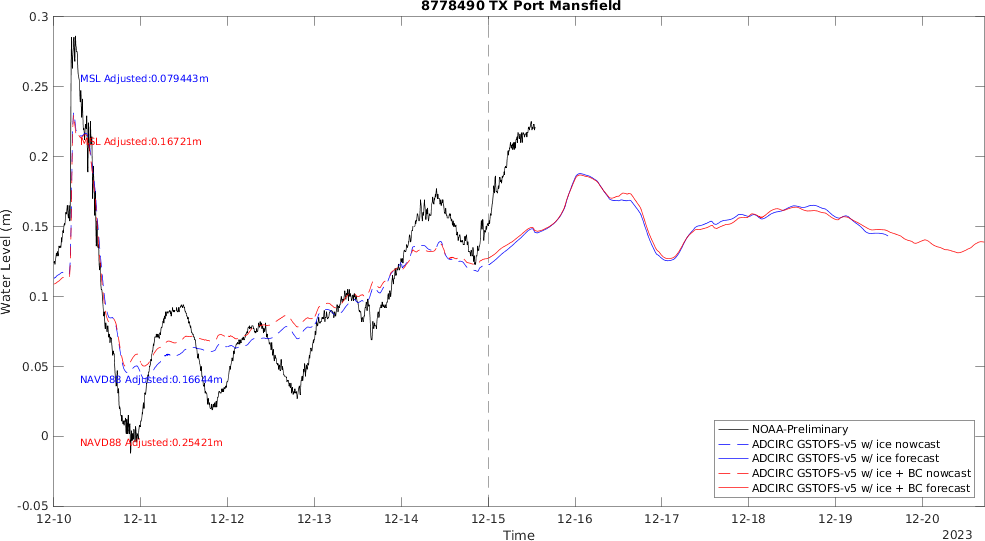 8778490 TX Port Mansfield
0.3
0.25
0.2
0.15
0.1
0.05
0
-0.05
Water Level (m)
MSL Adjusted:0.079443m
MSL Adjusted:0.16721m
NAVD88 Adjusted:0.16644m
NAVD88 Adjusted:0.25421m
NOAA-Preliminary
ADCIRC GSTOFS-v5 w/ ice nowcast
ADCIRC GSTOFS-v5 w/ ice forecast
ADCIRC GSTOFS-v5 w/ ice + BC nowcast
ADCIRC GSTOFS-v5 w/ ice + BC forecast
12-10 12-11 12-12 12-13 12-14 12-15 12-16 12-17 12-18 12-19 12-20
Time
2023